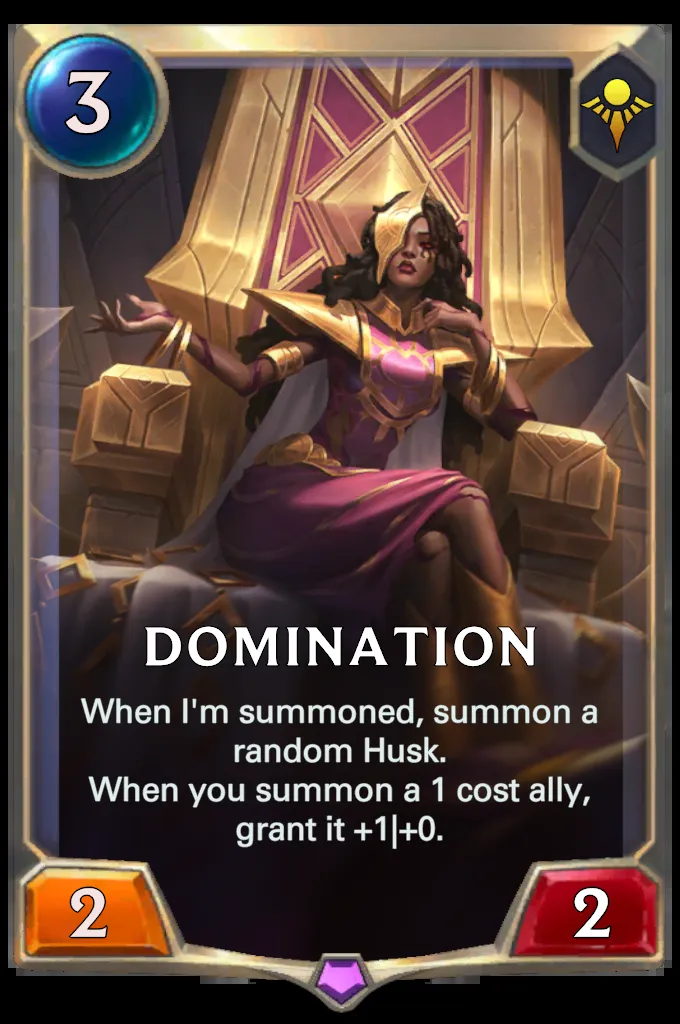 3
DOMINATION
When I'm summoned, summon a
random Husk.
When you summon a 1 cost ally,
grant it +1|+0.
2
2